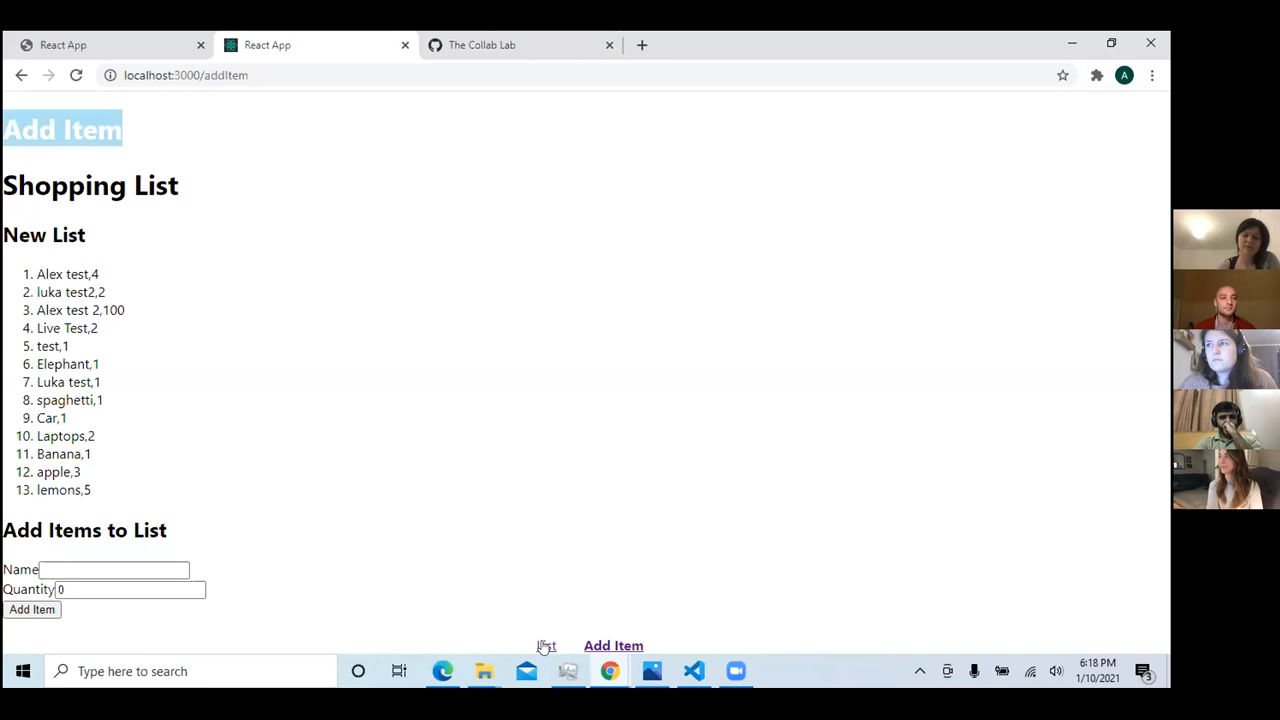 React App
React App
The Collab Lab
localhost:3000/addItem
A
Add Item
Shopping List
New List
1. Alex test,4
2. luka test2,2
3. Alex test 2,100
4. Live Test,2
5. test,1
6. Elephant,1
7. Luka test,1
8. spaghetti,1
9. Car,1
10. Laptops,2
11. Banana,1
12. apple,3
13. lemons,5
Add Items to List
Name
Quantity 0
Add Item
List Add Item
Type here to search
6:18 PM
1/10/2021
3